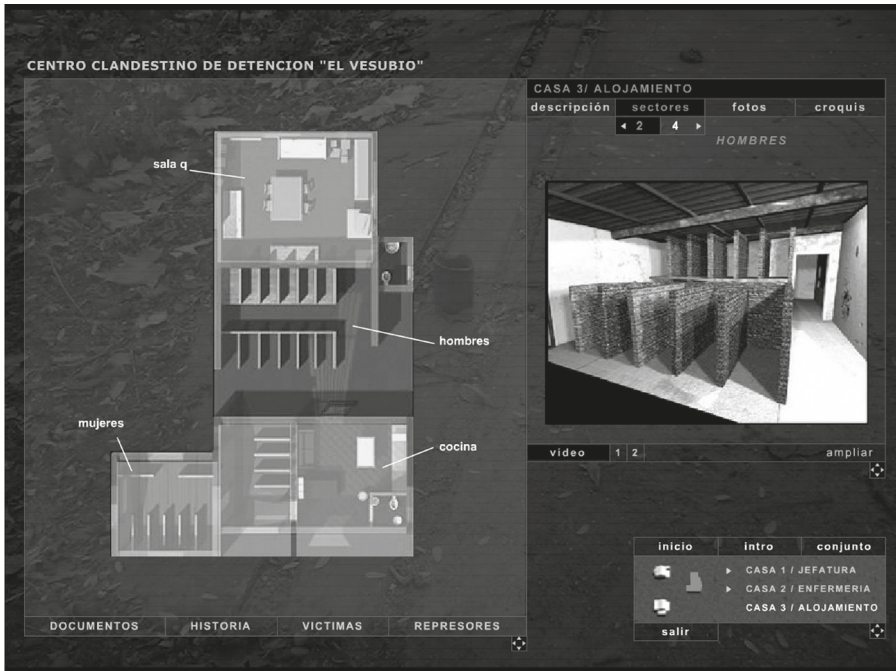 CENTRO CLANDESTINO DE DETENCION "EL VESUBIO"
sala q
hombres
mujeres
cocina
DOCUMENTOS HISTORIA VICTIMAS REPRESORES
CASA 3/ ALOJAMIENTO
descripción sectores fotos croquis
2 4
HOMBRES
video 1 2 ampliar
inicio intro conjunto
CASA 1 / JEFATURA
CASA 2 / ENFERMERIA
CASA 3 / ALOJAMIENTO
salir